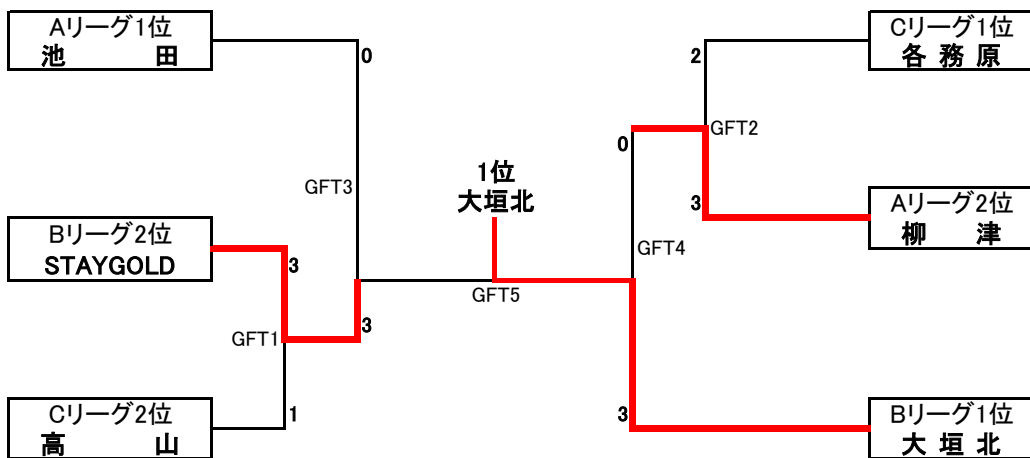 Aリーグ1位
池 田
0
GFT3
Bリーグ2位
STAYGOLD
3
3
GFT1
Cリーグ2位
高 山
1
1位
大垣北
GFT5
Cリーグ1位
各 務 原
2
GFT2
0
3
Aリーグ2位
柳 津
GFT4
3
Bリーグ1位
大 垣 北